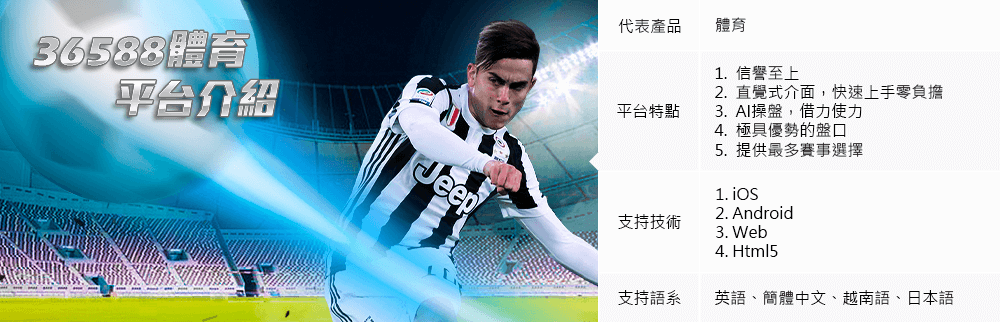 36588體育
平台介紹
Jeep
代表產品
體育
平台特點
1. 信譽至上
2. 直覺式介面，快速上手零負擔
3. AI操盤，借力使力
4. 極具優勢的盤口
5. 提供最多賽事選擇
支持技術
1. iOS
2. Android
3. Web
4. Html5
支持語系
英語、簡體中文、越南語、日本語